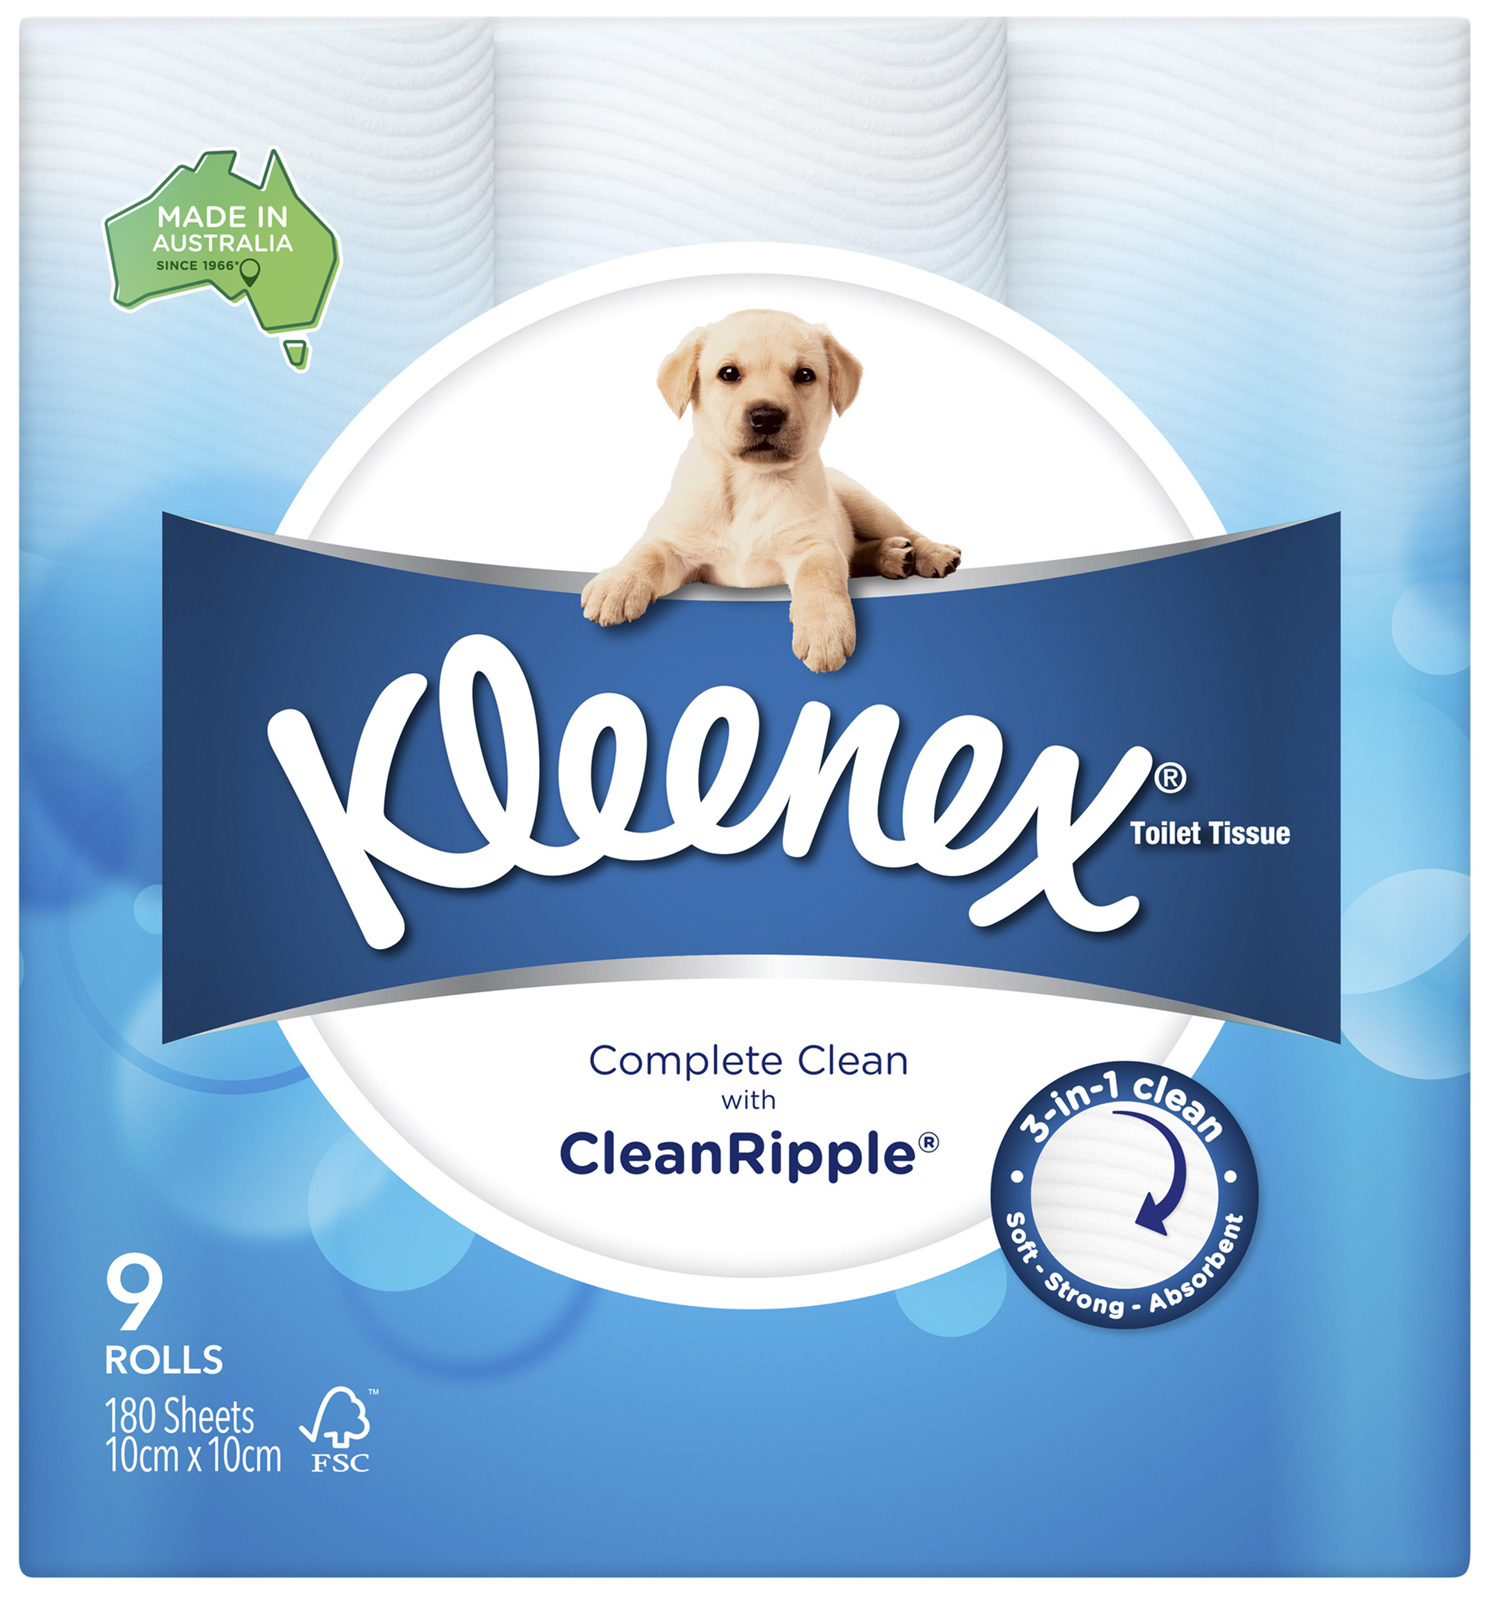 MADE IN
AUSTRALIA
SINCE 1966*
Kleenex®
Toilet Tissue
Complete Clean
with
CleanRipple®
3-in-1 clean
Soft - Strong - Absorbent
9
ROLLS
180 Sheets
10cm x 10cm
™
FSC